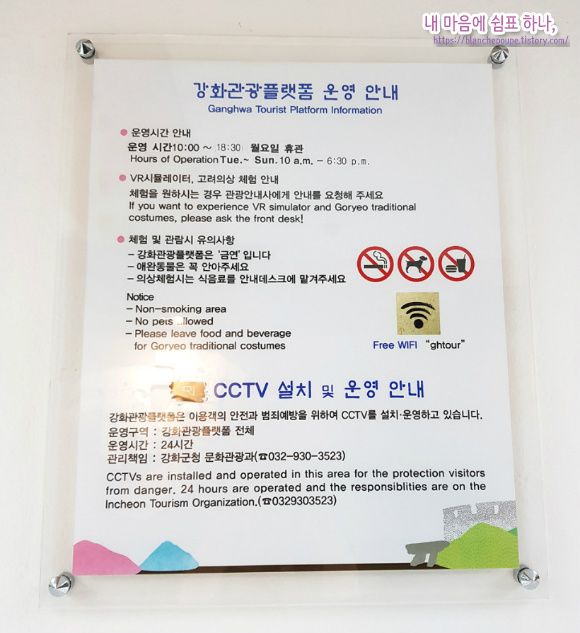 내 마음에 쉼표 하나,
https://blanchepoupe.tistory.com/
강화관광플랫폼 운영 안내
Ganghwa Tourist Platform Information
운영시간 안내
운영 시간10:00 ~ 18:30 월요일 휴관
Hours of Operation Tue.~ Sun. 10 a.m. - 6:30 p.m.
VR시뮬레이터, 고려의상 체험 안내
체험을 원하시는 경우 관광안내사에게 안내를 요청해 주세요
If you want to experience VR simulator and Goryeo traditional
costumes, please ask the front desk!
체험 및 관람시 유의사항
- 강화관광플랫폼은 '금연'입니다
- 애완동물은 꼭 안아주세요
- 의상체험시는 식음료를 안내데스크에 맡겨주세요
Notice
- Non-smoking area
- No pets allowed
- Please leave food and beverage
for Goryeo traditional costumes
Free WIFI "ghtour"
CCTV 설치 및 운영 안내
강화관광플랫폼은 이용객의 안전과 범죄예방을 위하여 CCTV를 설치·운영하고 있습니다.
운영구역 : 강화관광플랫폼 전체
운영시간 : 24시간
관리책임 : 강화군청 문화관광과(☎032-930-3523)
CCTVs are installed and operated in this area for the protection visitors
from danger. 24 hours are operated and the responsiblities are on the
Incheon Tourism Organization.(☎0329303523)